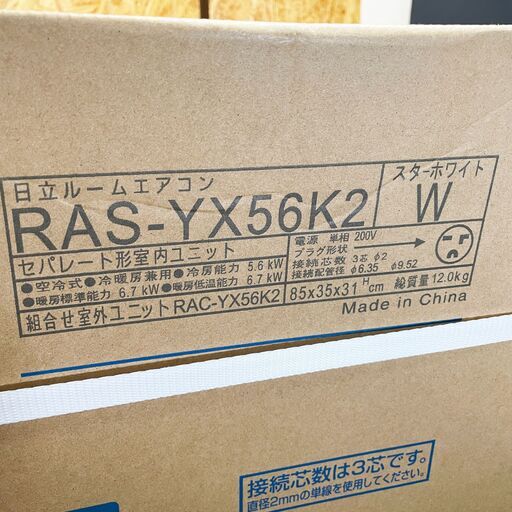 日立ルームエアコン
RAS-YX56K2
スターホワイト
W
セパレート形室内ユニット
●空冷式●冷暖房兼用●冷房能力 5.6 kW
●暖房標準能力 6.7 kW●暖房低温能力 6.7 kW
組合せ室外ユニット RAC-YX56K2
電源 単相 200V
プラグ形状
接続芯数 3芯 φ2
接続配管径 φ6.35 φ9.52
85x35x31 H cm 総質量 12.0kg
Made in China
接続芯数は3芯です。
直径2mmの単線を使用してください。